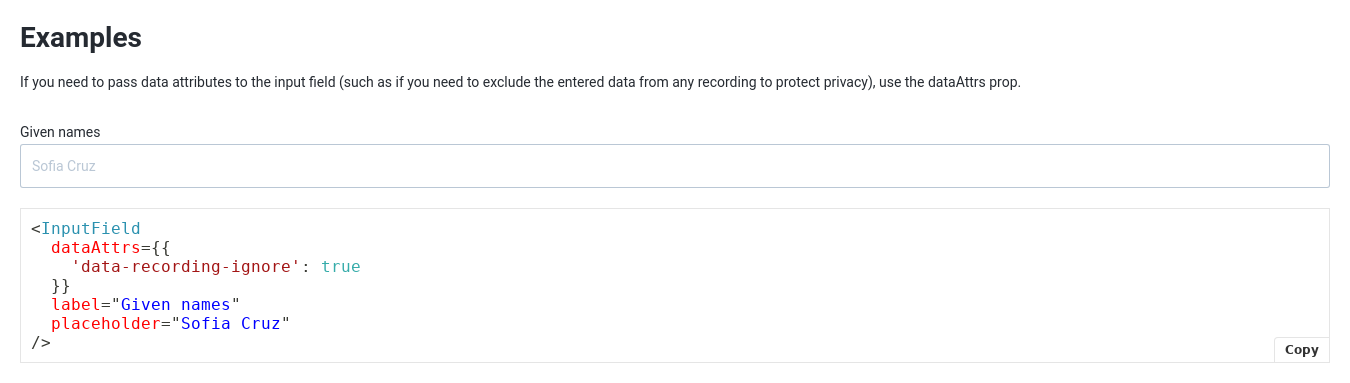 Examples
If you need to pass data attributes to the input field (such as if you need to exclude the entered data from any recording to protect privacy), use the dataAttrs prop.
Given names
Sofia Cruz
<InputField
  dataAttrs={{
    'data-recording-ignore': true
  }}
  label="Given names"
  placeholder="Sofia Cruz"
/>
Copy